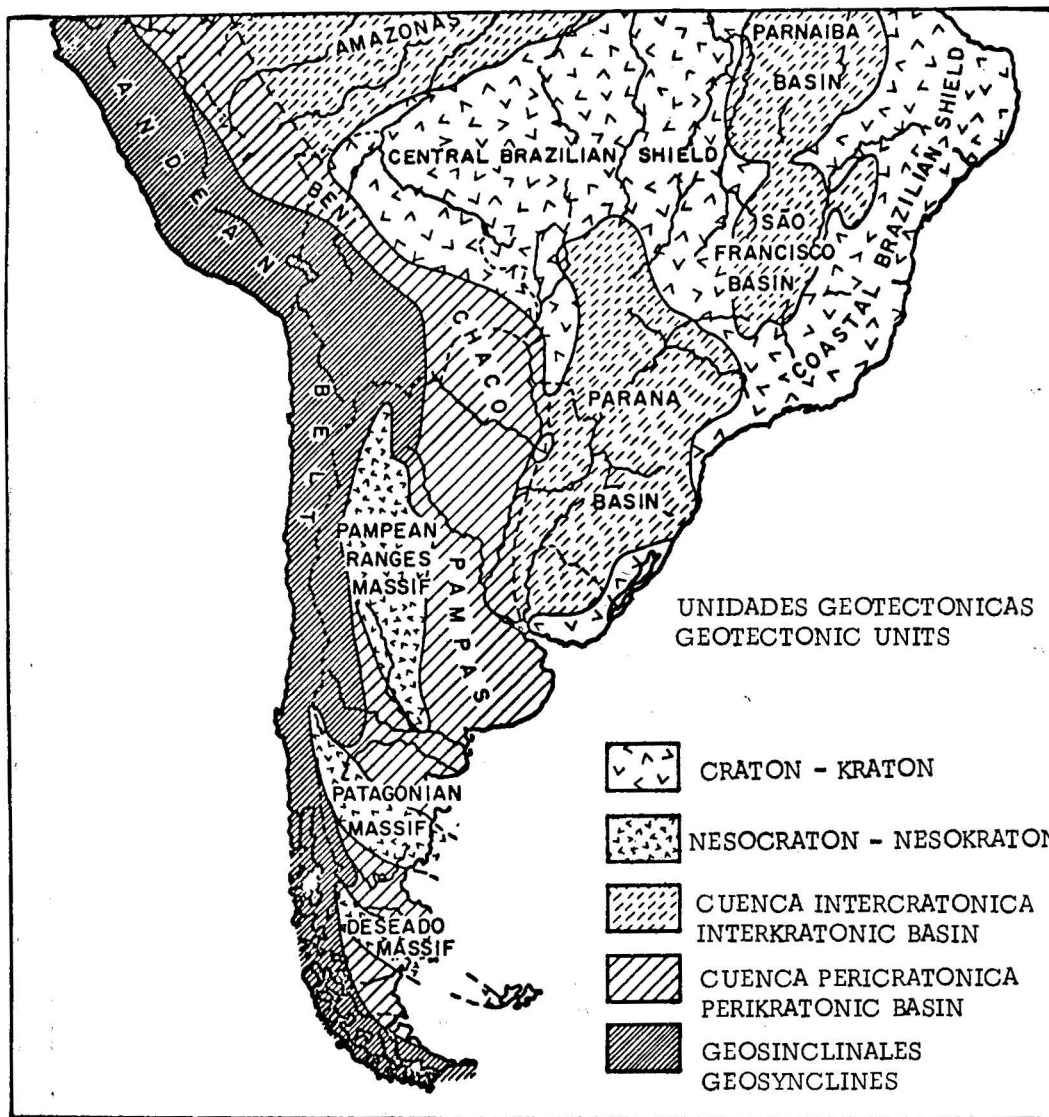 AMAZONAS
PARNAIBA
BASIN
ANDEAN BELT
CENTRAL BRAZILIAN SHIELD
COASTAL BRAZILIAN SHIELD
BENI
SÃO
FRANCISCO
BASIN
CHACO
PARANA
BASIN
PAMPEAN
RANGES
MASSIF
PAMPAS
PATAGONIAN
MASSIF
DESEADO
MASSIF
UNIDADES GEOTECTONICAS
GEOTECTONIC UNITS
CRATON - KRATON
NESOCRATON - NESOKRATON
CUENCA INTERCRATONICA
INTERKRATONIC BASIN
CUENCA PERICRATONICA
PERIKRATONIC BASIN
GEOSINCLINALES
GEOSYNCLINES